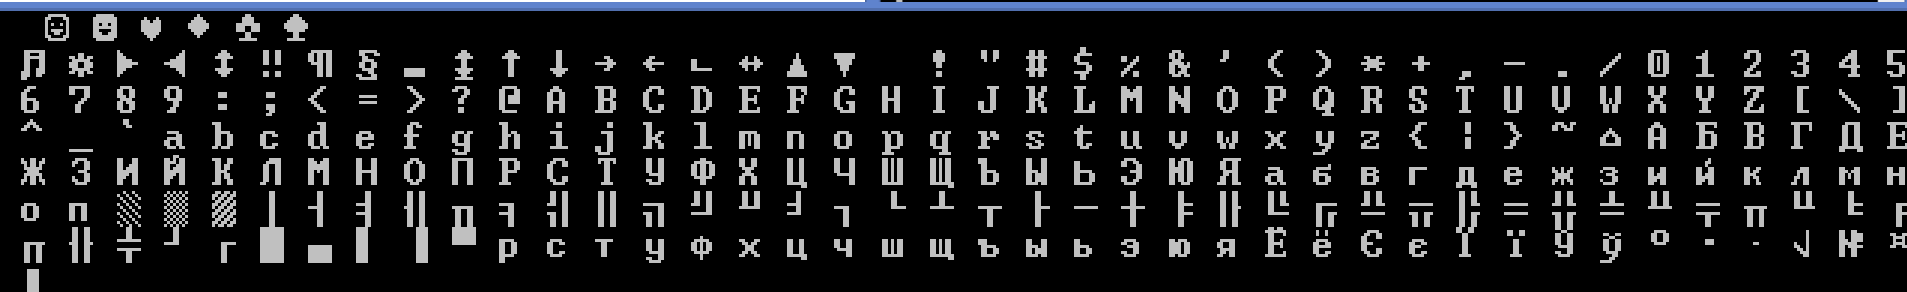 ☺ ☻ ♥ ♦ ♣ ♠
♫ ☼ ► ◄ ↕ ‼ ¶ § ▬ ↨ ↑ ↓ → ← ∟ ↔ ▲ ▼   ! " # $ % & ' ( ) * + , - . / 0 1 2 3 4 5
6 7 8 9 : ; < = > ? @ A B C D E F G H I J K L M N O P Q R S T U V W X Y Z [ \ ]
^ _ ` a b c d e f g h i j k l m n o p q r s t u v w x y z { | } ~ ⌂ А Б В Г Д Е
Ж З И Й К Л М Н О П Р С Т У Ф Х Ц Ч Ш Щ Ъ Ы Ь Э Ю Я а б в г д е ж з и й к л м н
о п ░ ▒ ▓ │ ┤ ╡ ╢ ╖ ╕ ╣ ║ ╗ ╝ ╜ ╛ ┐ └ ┴ ┬ ├ ─ ┼ ╞ ╟ ╚ ╔ ╩ ╦ ╠ ═ ╬ ╧ ╨ ╤ ╥ ╙ ╘ ╒
╓ ╫ ╪ ┘ ┌ █ ▄ ▌ ▐ ▀ р с т у ф х ц ч ш щ ъ ы ь э ю я Ё ё Є є Ї ї Ў ў ° ∙ · √ № ¤